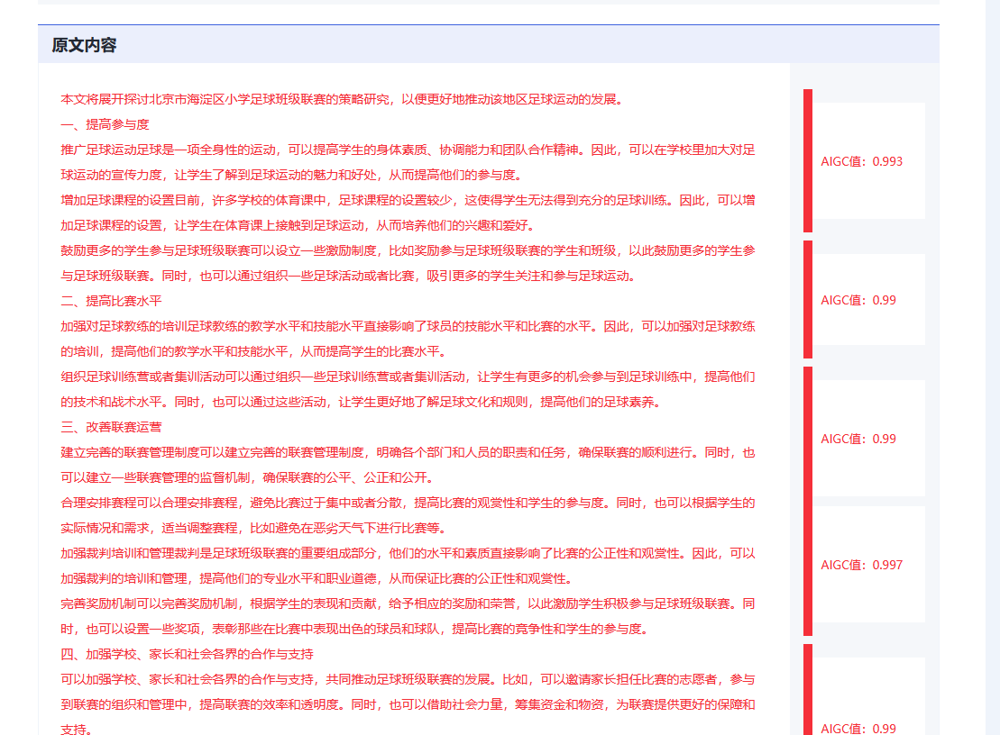 原文内容
本文将展开探讨北京市海淀区小学足球班级联赛的策略研究，以便更好地推动该地区足球运动的发展。
一、提高参与度
推广足球运动足球是一项全身性的运动，可以提高学生的身体素质、协调能力和团队合作精神。因此，可以在学校里加大对足
球运动的宣传力度，让学生了解到足球运动的魅力和好处，从而提高他们的参与度。
增加足球课程的设置目前，许多学校的体育课中，足球课程的设置较少，这使得学生无法得到充分的足球训练。因此，可以增
加足球课程的设置，让学生在体育课上接触到足球运动，从而培养他们的兴趣和爱好。
鼓励更多的学生参与足球班级联赛可以设立一些激励制度，比如奖励参与足球班级联赛的学生和班级，以此鼓励更多的学生参
与足球班级联赛。同时，也可以通过组织一些足球活动或者比赛，吸引更多的学生关注和参与足球运动。
二、提高比赛水平
加强对足球教练的培训足球教练的教学水平和技能水平直接影响了球员的技能水平和比赛的水平。因此，可以加强对足球教练
的培训，提高他们的教学水平和技能水平，从而提高学生的比赛水平。
组织足球训练营或者集训活动可以通过组织一些足球训练营或者集训活动，让学生有更多的机会参与到足球训练中，提高他们
的技术和战术水平。同时，也可以通过这些活动，让学生更好地了解足球文化和规则，提高他们的足球素养。
三、改善联赛运营
建立完善的联赛管理制度可以建立完善的联赛管理制度，明确各个部门和人员的职责和任务，确保联赛的顺利进行。同时，也
可以建立一些联赛管理的监督机制，确保联赛的公平、公正和公开。
合理安排赛程可以合理安排赛程，避免比赛过于集中或者分散，提高比赛的观赏性和学生的参与度。同时，也可以根据学生的
实际情况和需求，适当调整赛程，比如避免在恶劣天气下进行比赛等。
加强裁判培训和管理裁判是足球班级联赛的重要组成部分，他们的水平和素质直接影响了比赛的公正性和观赏性。因此，可以
加强裁判的培训和管理，提高他们的专业水平和职业道德，从而保证比赛的公正性和观赏性。
完善奖励机制可以完善奖励机制，根据学生的表现和贡献，给予相应的奖励和荣誉，以此激励学生积极参与足球班级联赛。同
时，也可以设置一些奖项，表彰那些在比赛中表现出色的球员和球队，提高比赛的竞争性和学生的参与度。
四、加强学校、家长和社会各界的合作与支持
可以加强学校、家长和社会各界的合作与支持，共同推动足球班级联赛的发展。比如，可以邀请家长担任比赛的志愿者，参与
到联赛的组织和管理中，提高联赛的效率和透明度。同时，也可以借助社会力量，筹集资金和物资，为联赛提供更好的保障和
支持。
AIGC值：0.993
AIGC值：0.99
AIGC值：0.99
AIGC值：0.997
AIGC值：0.99